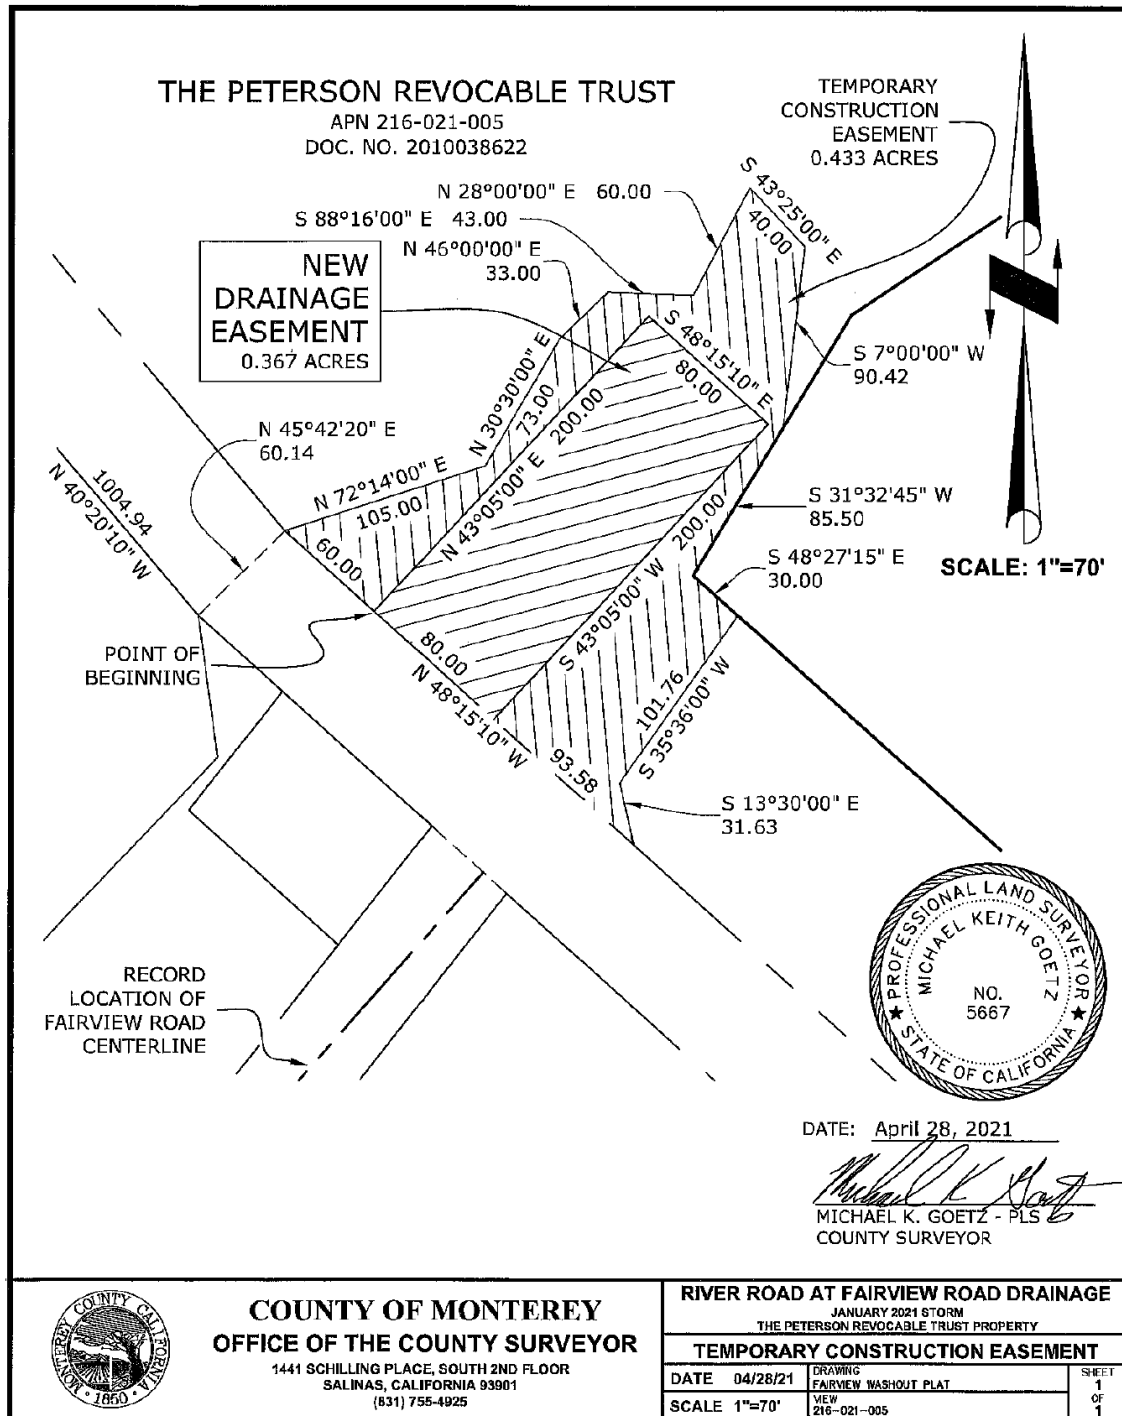 THE PETERSON REVOCABLE TRUST
APN 216-021-005
DOC. NO. 2010038622
TEMPORARY
CONSTRUCTION
EASEMENT
0.433 ACRES
N 28°00'00" E 60.00
S 88°16'00" E 43.00
N 46°00'00" E
33.00
S 43°25'00" E
40.00
NEW
DRAINAGE
EASEMENT
0.367 ACRES
S 48°15'10" E
80.00
S 7°00'00" W
90.42
N 30°30'00" E
73.00
200.00
N 43°05'00" E
N 45°42'20" E
60.14
N 72°14'00" E
105.00
60.00
1004.94
N 40°20'10" W
S 31°32'45" W
85.50
200.00
S 43°05'00" W
S 48°27'15" E
30.00
SCALE: 1"=70'
POINT OF
BEGINNING
80.00
N 48°15'10" W
93.58
101.76
S 35°36'00" W
S 13°30'00" E
31.63
RECORD
LOCATION OF
FAIRVIEW ROAD
CENTERLINE
PROFESSIONAL LAND SURVEYOR
MICHAEL KEITH GOETZ
NO.
5667
STATE OF CALIFORNIA
DATE: April 28, 2021
Michael K Goetz
MICHAEL K. GOETZ - PLS
COUNTY SURVEYOR
MONTEREY COUNTY CALIFORNIA
1850
COUNTY OF MONTEREY
OFFICE OF THE COUNTY SURVEYOR
1441 SCHILLING PLACE, SOUTH 2ND FLOOR
SALINAS, CALIFORNIA 93901
(831) 755-4925
RIVER ROAD AT FAIRVIEW ROAD DRAINAGE
JANUARY 2021 STORM
THE PETERSON REVOCABLE TRUST PROPERTY
TEMPORARY CONSTRUCTION EASEMENT
DATE 04/28/21
DRAWING
FAIRVIEW WASHOUT PLAT
SHEET
1
OF
1
SCALE 1"=70'
VIEW
216-021-005